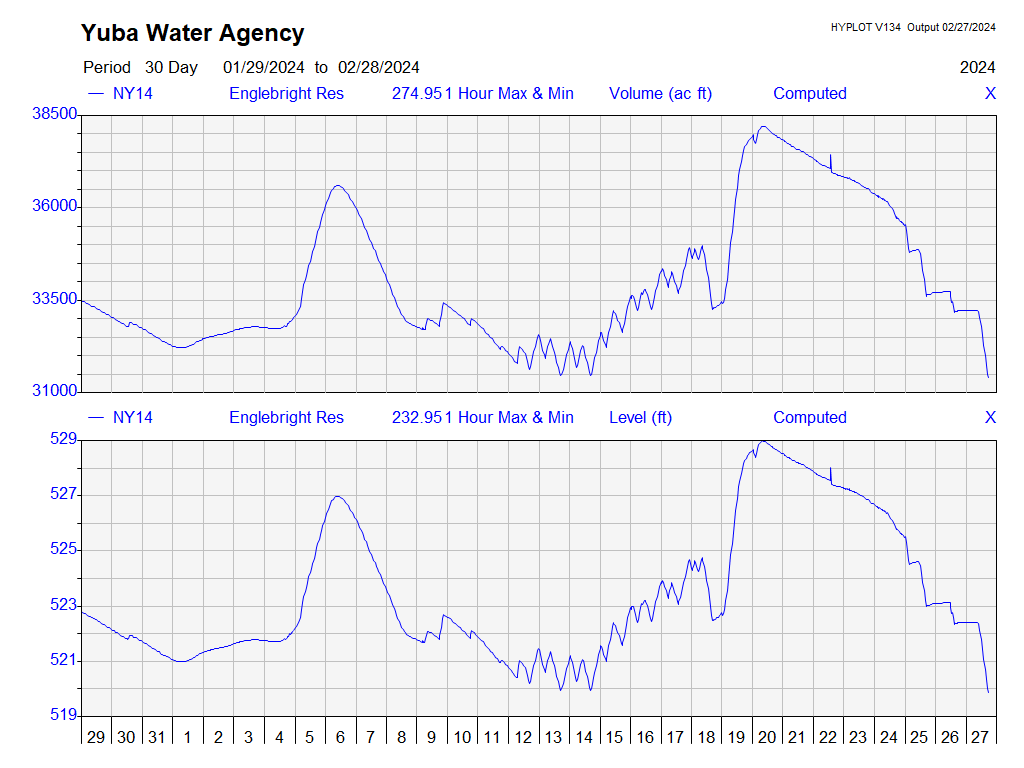 Yuba Water Agency
HYPLOT V134 Output 02/27/2024
Period 30 Day 01/29/2024 to 02/28/2024 2024
NY14 Englebright Res 274.951 Hour Max & Min Volume (ac ft) Computed X
38500
36000
33500
31000
NY14 Englebright Res 232.951 Hour Max & Min Level (ft) Computed X
529
527
525
523
521
519
29 30 31 1 2 3 4 5 6 7 8 9 10 11 12 13 14 15 16 17 18 19 20 21 22 23 24 25 26 27